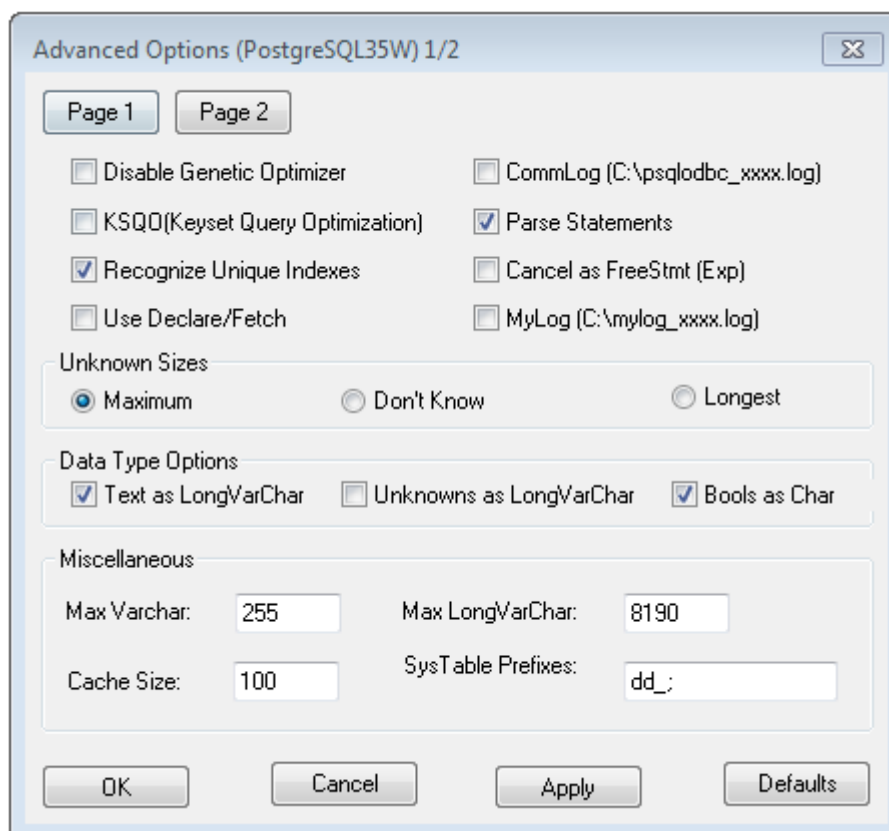 Advanced Options (PostgreSQL35W) 1/2
Page 1 Page 2
Disable Genetic Optimizer CommLog (C:\psqlodbc_xxxx.log)
KSQO(Keyset Query Optimization) Parse Statements
Recognize Unique Indexes Cancel as FreeStmt (Exp)
Use Declare/Fetch MyLog (C:\mylog_xxxx.log)
Unknown Sizes
Maximum Don't Know Longest
Data Type Options
Text as LongVarChar Unknowns as LongVarChar Bools as Char
Miscellaneous
Max Varchar: 255 Max LongVarChar: 8190
Cache Size: 100 SysTable Prefixes: dd_;
OK Cancel Apply Defaults